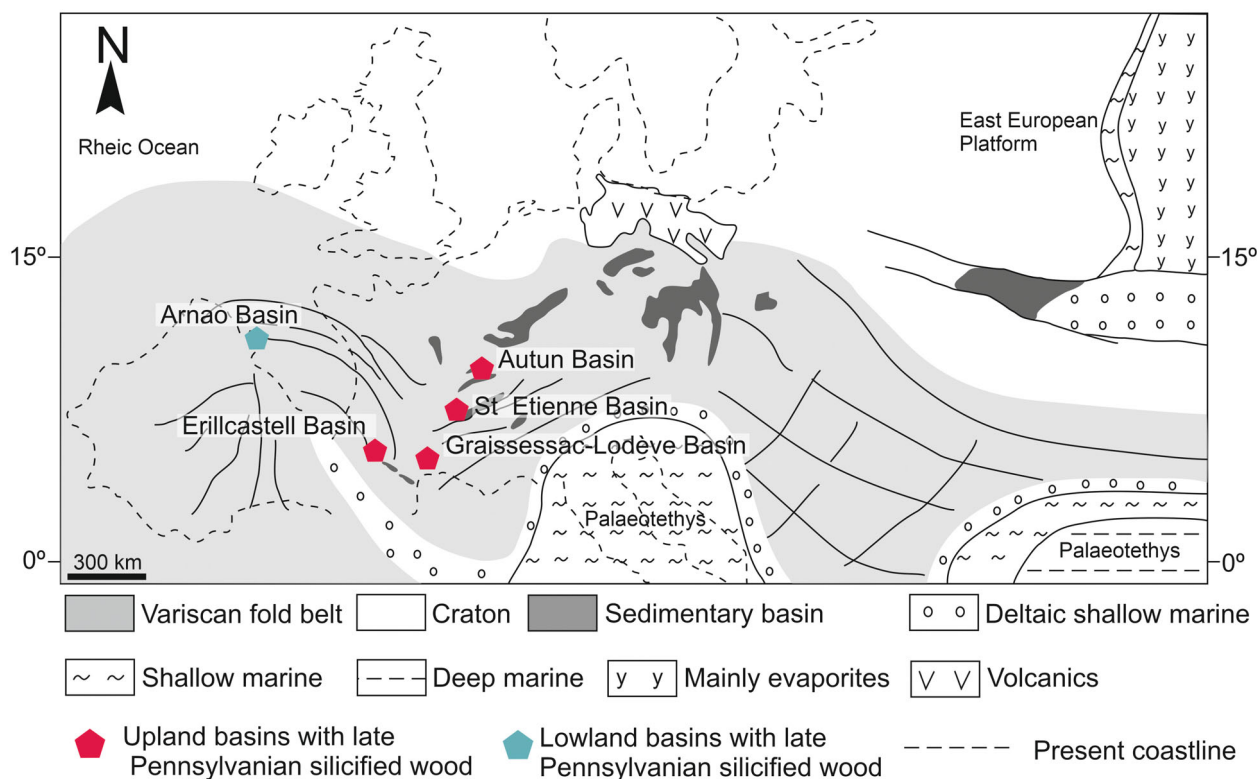 N
Rheic Ocean
East European
Platform
15º
15º
Arnao Basin
Autun Basin
St Etienne Basin
Erillcastell Basin
Graissessac-Lodève Basin
Palaeotethys
Palaeotethys
0º
0º
300 km
Variscan fold belt
Craton
Sedimentary basin
Deltaic shallow marine
Shallow marine
Deep marine
y y Mainly evaporites
V V Volcanics
Upland basins with late
Pennsylvanian silicified wood
Lowland basins with late
Pennsylvanian silicified wood
Present coastline